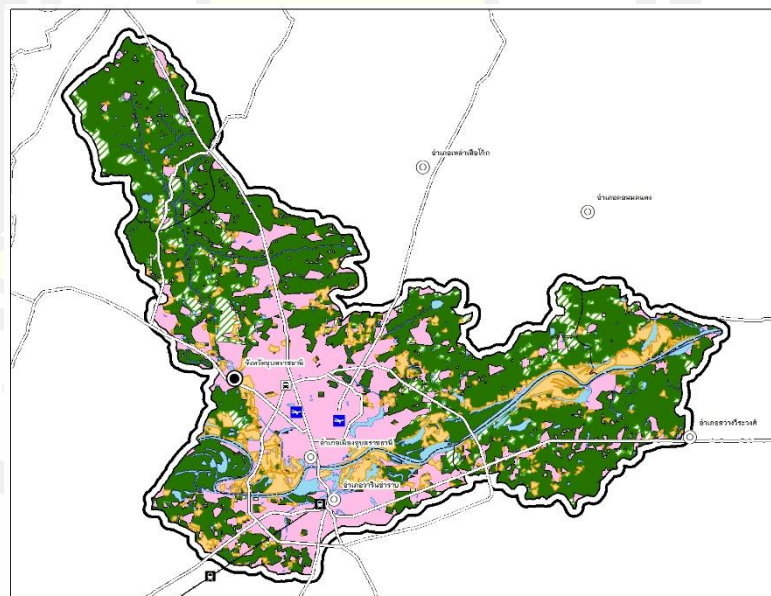 อำเภอเหล่าเสือโก้ก
อำเภอดอนมดแดง
จังหวัดอุบลราชธานี
อำเภอสว่างวีระวงศ์
อำเภอเมืองอุบลราชธานี
อำเภอวารินชำราบ